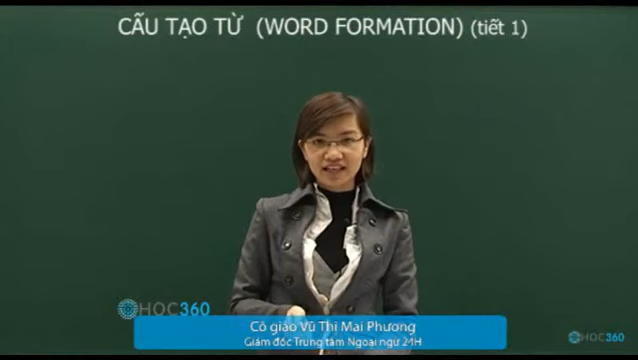 CẤU TẠO TỪ (WORD FORMATION) (tiết 1)
HOC360
Cô giáo Vũ Thị Mai Phương
Giám đốc Trung tâm Ngoại ngữ 24H
HOC360